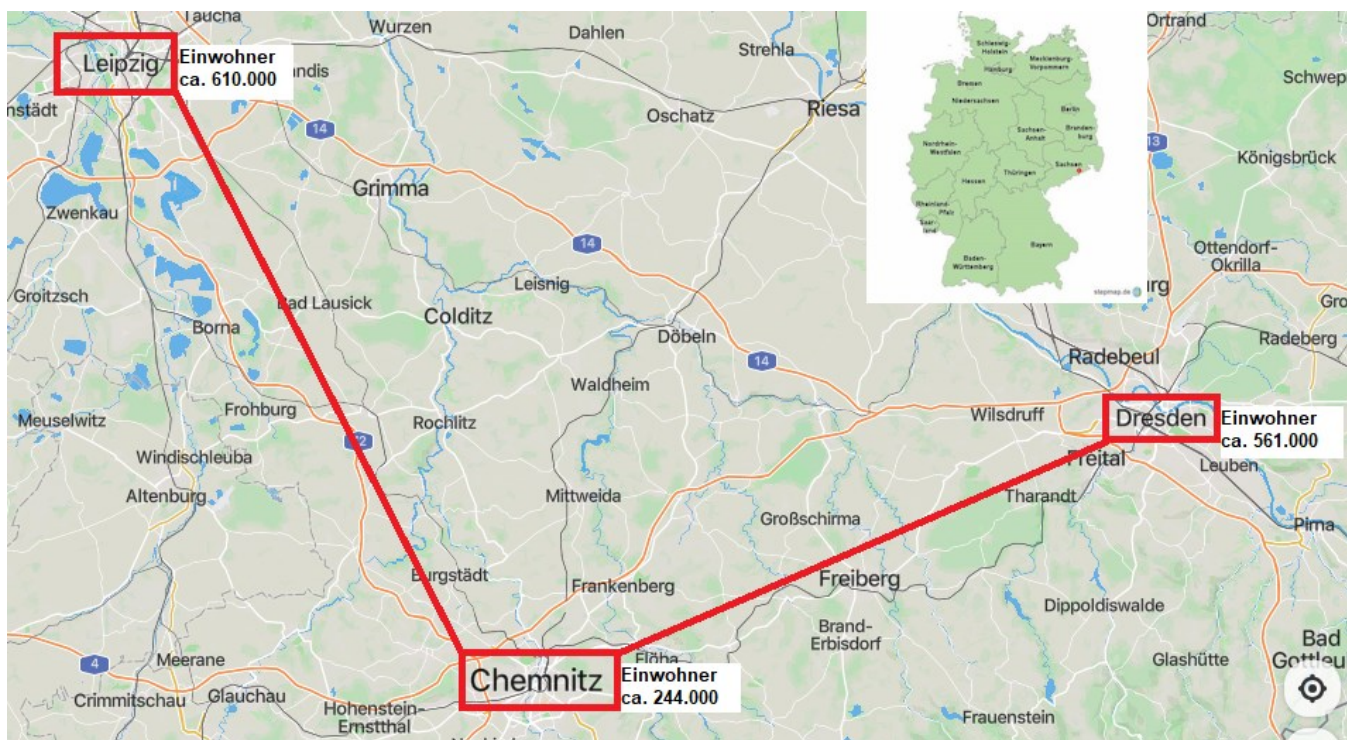 Taucha
Wurzen
Dahlen
Strehla
Ortrand
Leipzig
Einwohner
ca. 610.000
ndis
Schwep
nstädt
14
Oschatz
Riesa
13
Königsbrück
Grimma
Zwenkau
14
Ottendorf-
Okrilla
Groitzsch
Bad Lausick
Leisnig
Colditz
Borna
Döbeln
rg
Gro
Radeberg
14
Radebeul
Waldheim
Meuselwitz
Frohburg
Rochlitz
Wilsdruff
Dresden
Einwohner
ca. 561.000
Windischleuba
Freital
Leuben
Altenburg
Mittweida
Großschirma
Tharandt
Pirna
Burgstädt
Frankenberg
Freiberg
Dippoldiswalde
Brand-
Erbisdorf
4
Meerane
Flöha
Glashütte
Bad
Gottleu
Chemnitz
Einwohner
ca. 244.000
Crimmitschau
Glauchau
Hohenstein-
Ernstthal
Frauenstein
Schleswig-
Holstein
Mecklenburg-
Vorpommern
Hamburg
Bremen
Niedersachsen
Berlin
Branden-
burg
Sachsen-
Anhalt
Nordrhein-
Westfalen
Sachsen
Thüringen
Hessen
Rheinland-
Pfalz
Saar-
land
Bayern
Baden-
Württemberg
stepmap.de